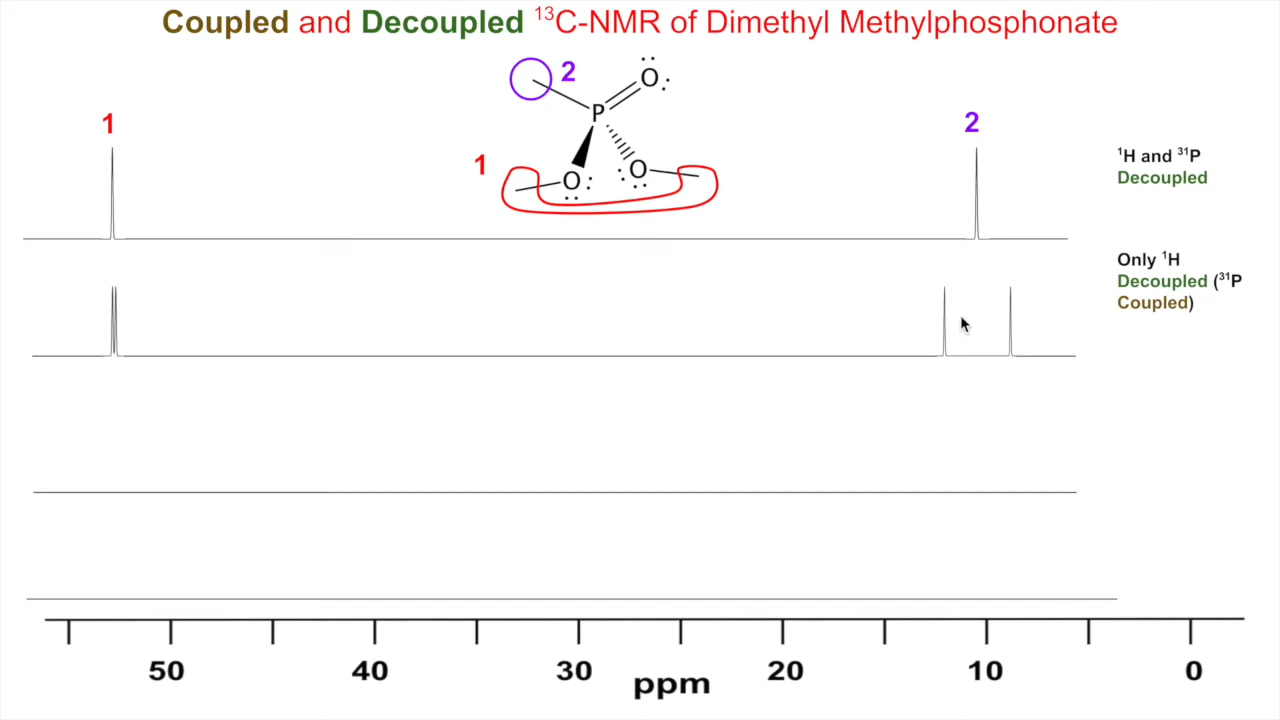 Coupled and Decoupled ¹³C-NMR of Dimethyl Methylphosphonate
2
O
P
1
2
1
O
O
¹H and ³¹P
Decoupled
Only ¹H
Decoupled (³¹P
Coupled)
50
40
30
20
10
0
ppm